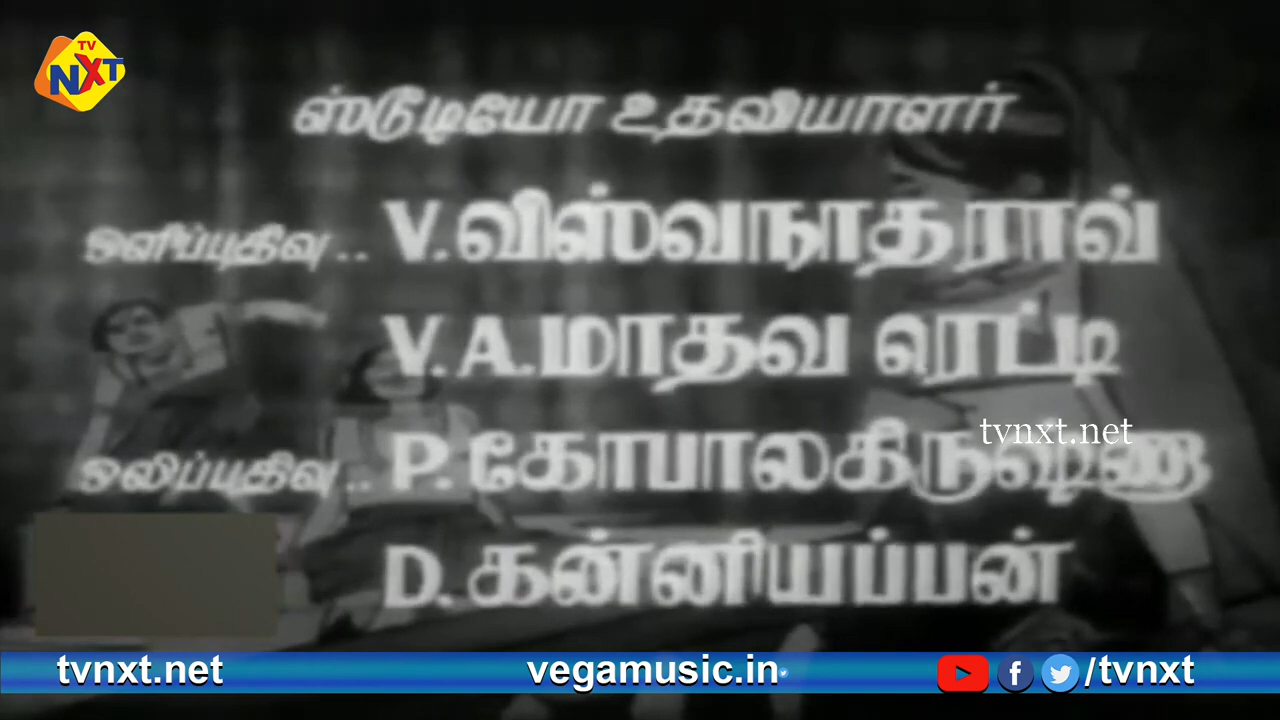 TV
NXT
ஸ்டூடியோ உதவியாளர்
ஒளிப்பதிவு .. V. விஸ்வநாதராவ்
V. A. மாதவ ரெட்டி
tvnxt.net
ஒலிப்பதிவு .. P. கோபாலகிருஷ்ண
D. கன்னியப்பன்
tvnxt.net vegamusic.in /tvnxt